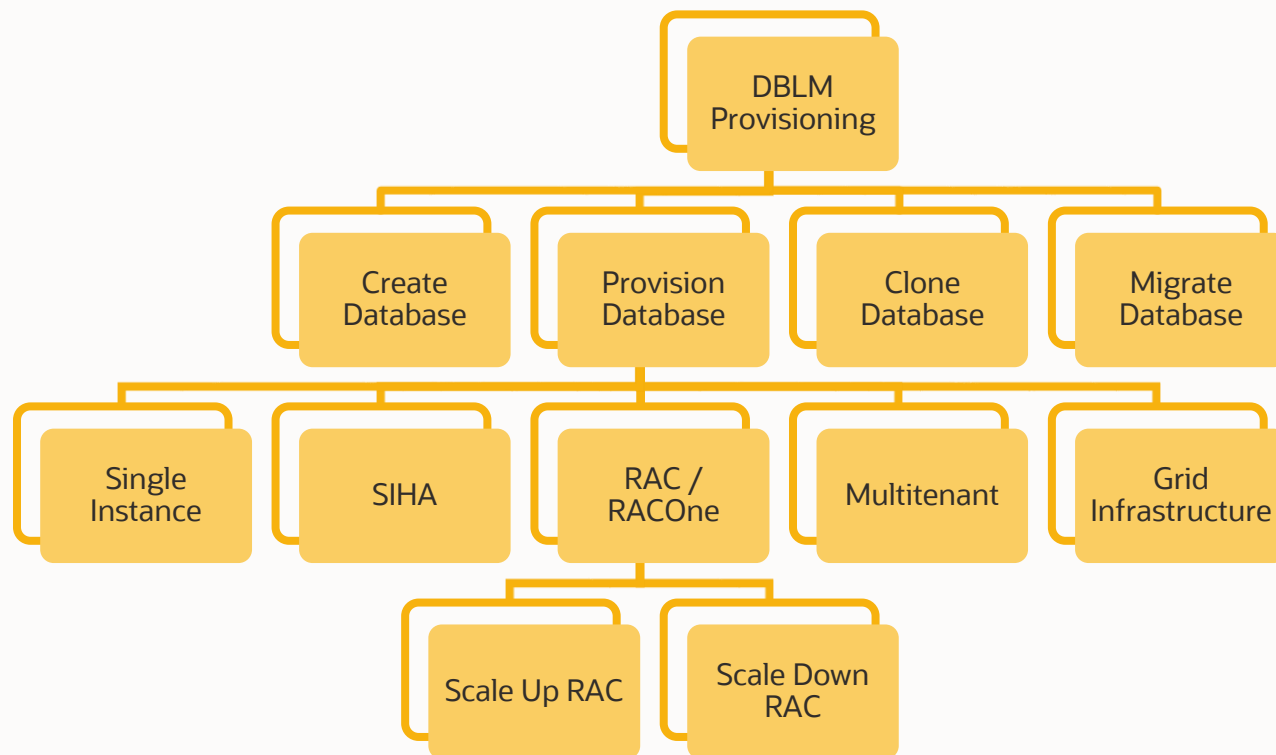 DBLM
Provisioning
Create
Database
Provision
Database
Clone
Database
Migrate
Database
Single
Instance
SIHA
RAC /
RACOne
Multitenant
Grid
Infrastructure
Scale Up RAC
Scale Down
RAC